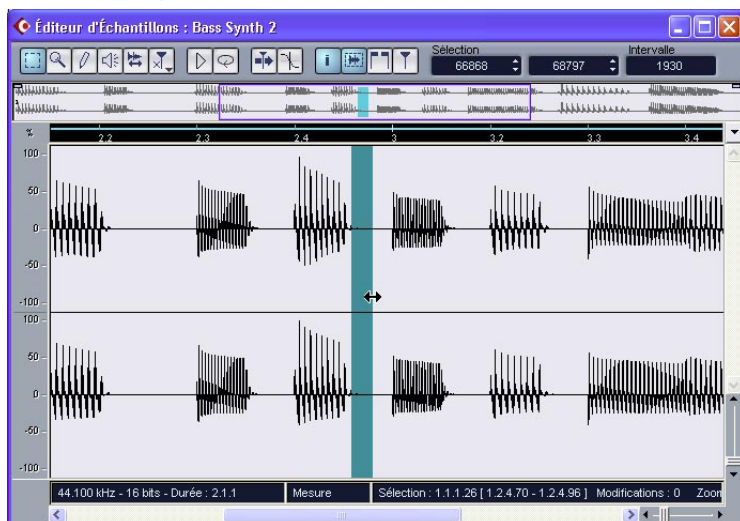 Éditeur d'Échantillons : Bass Synth 2
Sélection Intervalle
66868 68797 1930
% 2.2 2.3 2.4 3 3.2 3.3 3.4
100
50
0
-50
-100
100
50
0
-50
-100
44.100 kHz - 16 bits - Durée : 2.1.1 Mesure Sélection : 1.1.1.26 [ 1.2.4.70 - 1.2.4.96 ] Modifications : 0 Zoom